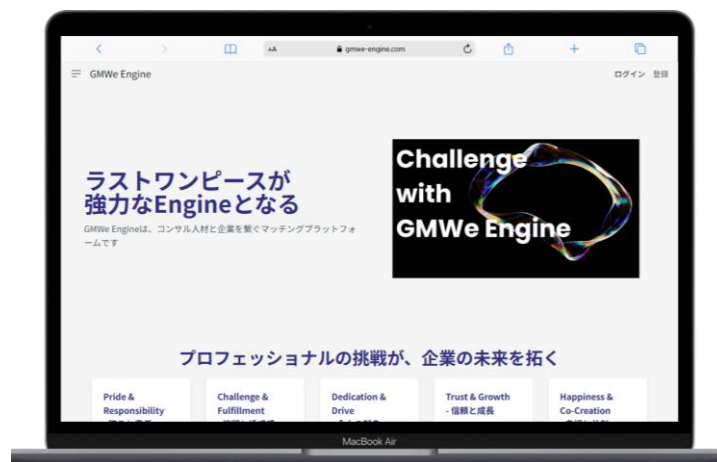 AA
gmwe-engine.com
GMWe Engine
ログイン 登録
ラストワンピースが
強力なEngineとなる
GMWe Engineは、コンサル人材と企業を繋ぐマッチングプラットフォ
ームです
Challenge
with
GMWe Engine
プロフェッショナルの挑戦が、企業の未来を拓く
Pride &
Responsibility
Challenge &
Fulfillment
Dedication &
Drive
Trust & Growth
- 信頼と成長
Happiness &
Co-Creation
MacBook Air